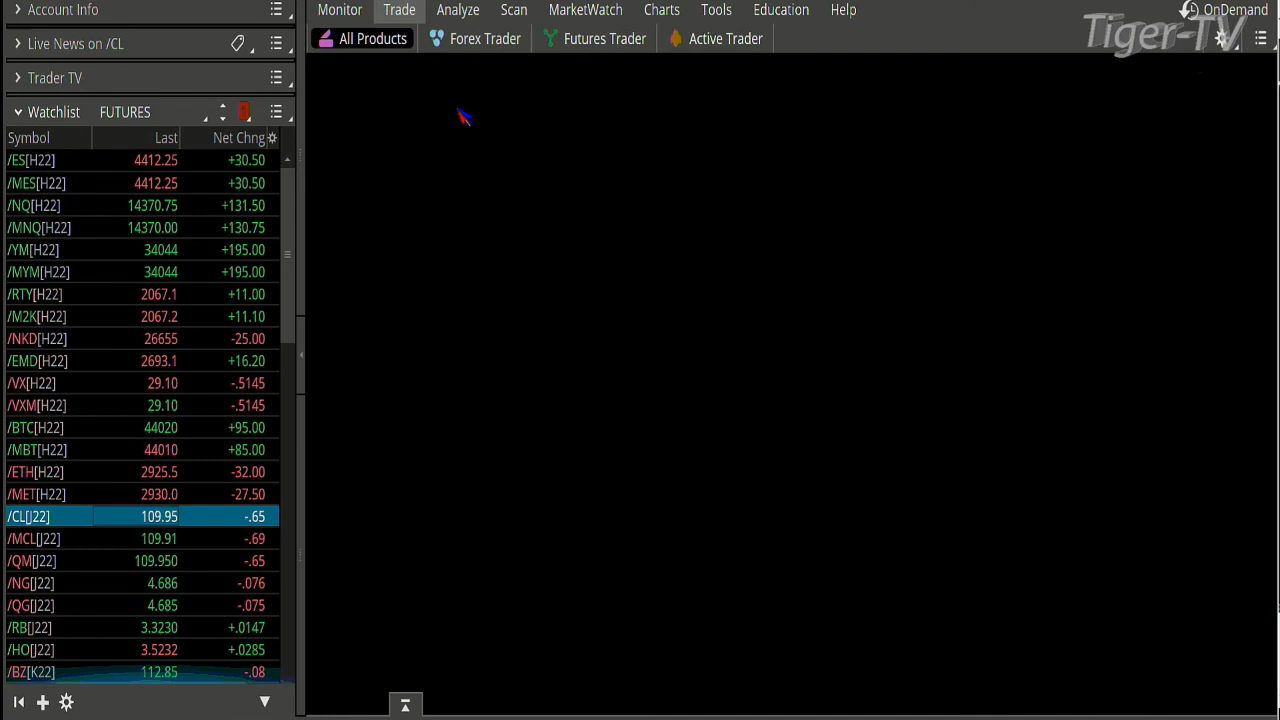 Account Info
Monitor Trade Analyze Scan MarketWatch Charts Tools Education Help OnDemand
Tiger-TV
Live News on /CL
All Products Forex Trader Futures Trader Active Trader
Trader TV
Watchlist FUTURES
Symbol Last Net Chng
/ES[H22] 4412.25 +30.50
/MES[H22] 4412.25 +30.50
/NQ[H22] 14370.75 +131.50
/MNQ[H22] 14370.00 +130.75
/YM[H22] 34044 +195.00
/MYM[H22] 34044 +195.00
/RTY[H22] 2067.1 +11.00
/M2K[H22] 2067.2 +11.10
/NKD[H22] 26655 -25.00
/EMD[H22] 2693.1 +16.20
/VX[H22] 29.10 -.5145
/VXM[H22] 29.10 -.5145
/BTC[H22] 44020 +95.00
/MBT[H22] 44010 +85.00
/ETH[H22] 2925.5 -32.00
/MET[H22] 2930.0 -27.50
/CL[J22] 109.95 -.65
/MCL[J22] 109.91 -.69
/QM[J22] 109.950 -.65
/NG[J22] 4.686 -.076
/QG[J22] 4.685 -.075
/RB[J22] 3.3230 +.0147
/HO[J22] 3.5232 +.0285
/BZ[K22] 112.85 -.08